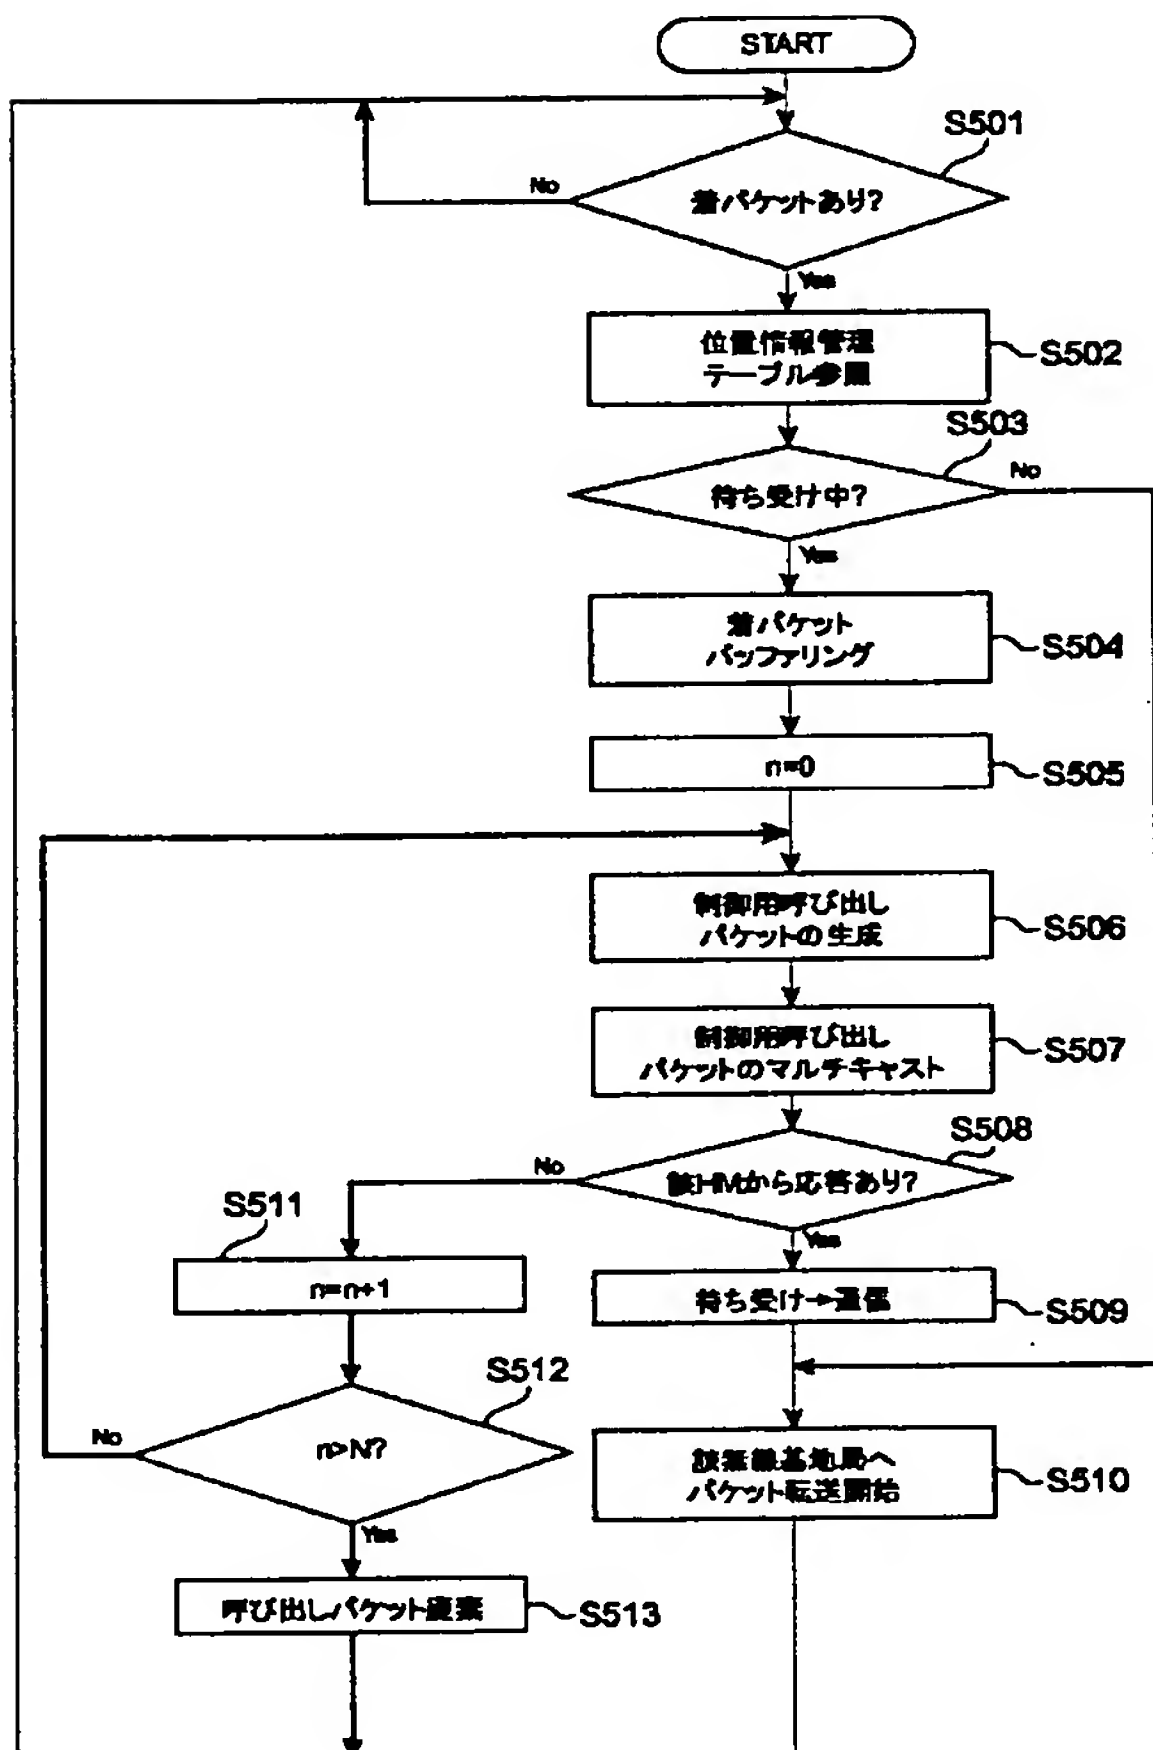 START
S501
No
着パケットあり?
Yes
位置情報管理
テーブル参照
S502
S503
No
待ち受け中?
Yes
着パケット
バッファリング
S504
n=0
S505
制御用呼び出し
パケットの生成
S506
制御用呼び出し
パケットのマルチキャスト
S507
S508
No
該HMから応答あり?
Yes
S511
n=n+1
待ち受け→通信
S509
S512
No
n>N?
Yes
該無線基地局へ
パケット転送開始
S510
呼び出しパケット廃棄
S513